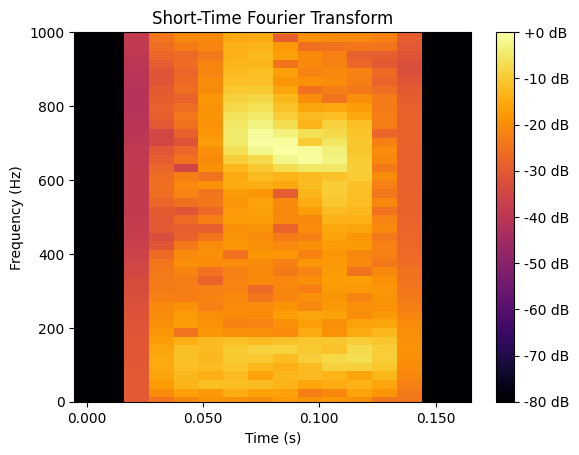 Short-Time Fourier Transform
1000
800
600
400
200
0
Frequency (Hz)
0.000
0.050
0.100
0.150
Time (s)
+0 dB
-10 dB
-20 dB
-30 dB
-40 dB
-50 dB
-60 dB
-70 dB
-80 dB